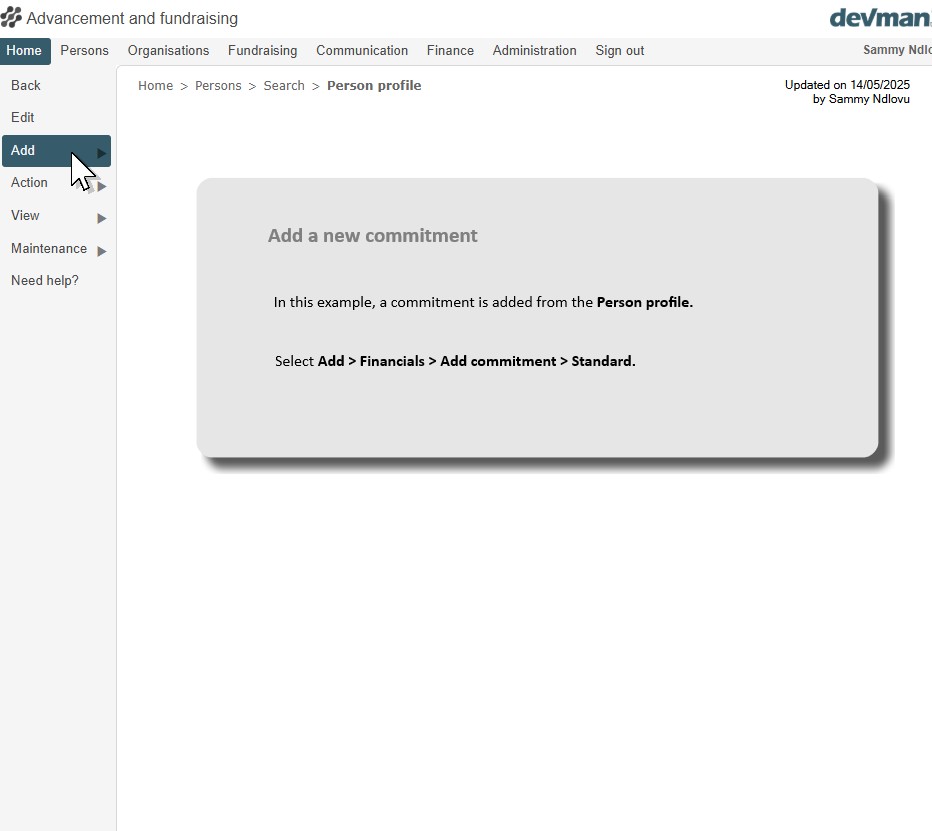 Advancement and fundraising
devman
Home Persons Organisations Fundraising Communication Finance Administration Sign out Sammy Ndlo
Back
Edit
Add
Action
View
Maintenance
Need help?
Home > Persons > Search > Person profile
Updated on 14/05/2025
by Sammy Ndlovu
Add a new commitment
In this example, a commitment is added from the Person profile.
Select Add > Financials > Add commitment > Standard.